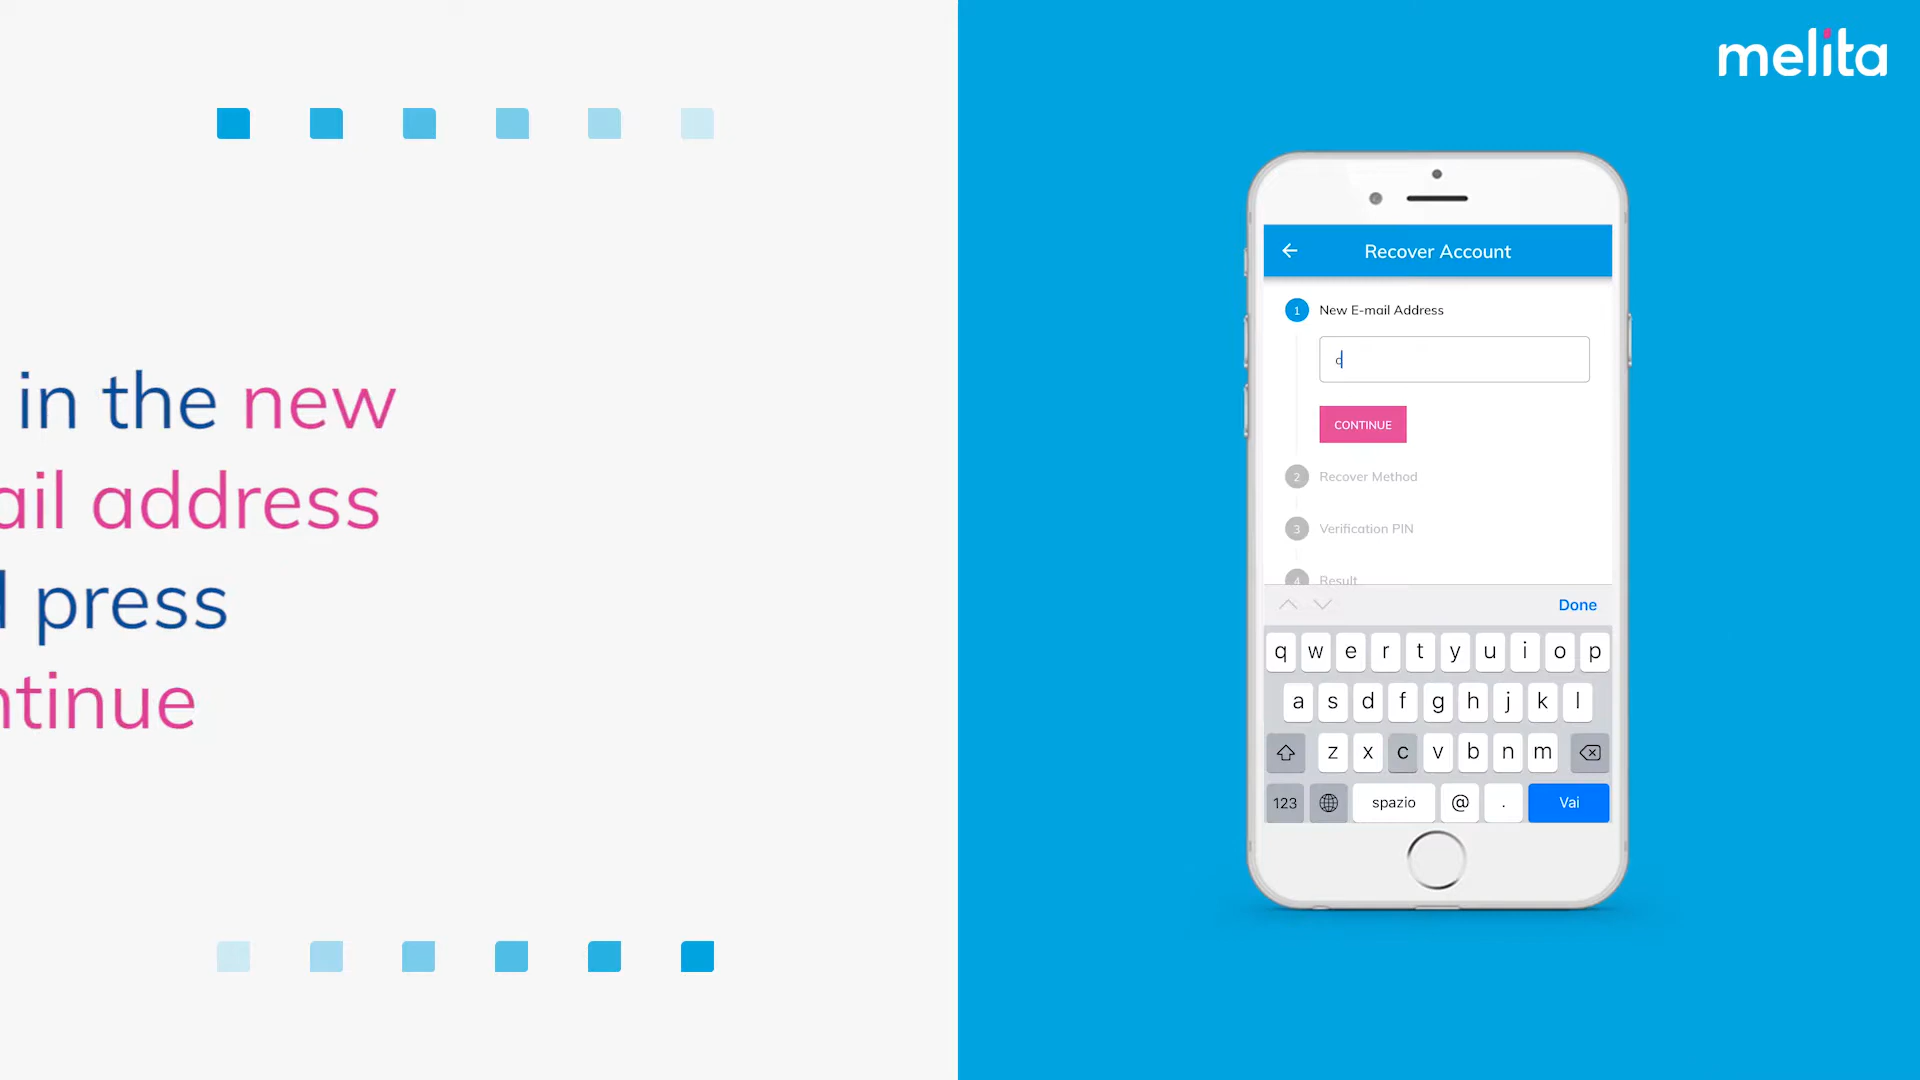 in the new
ail address
press
ntinue
melita
Recover Account
1 New E-mail Address
c
CONTINUE
2 Recover Method
3 Verification PIN
4 Result
Done
q w e r t y u i o p
a s d f g h j k l
z x c v b n m
123 spazio @ . Vai